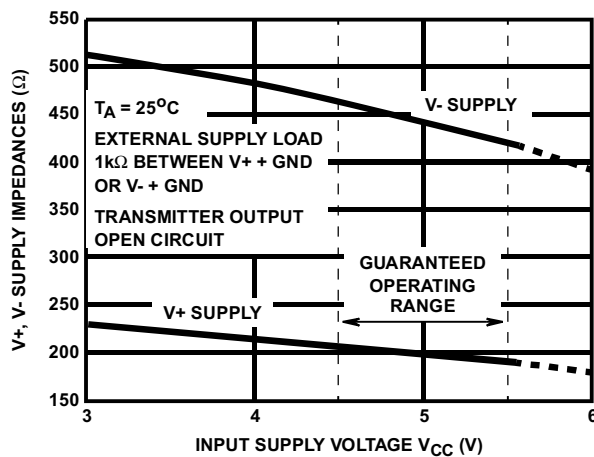 V+, V- SUPPLY IMPEDANCES (Ω)
550
500
450
400
350
300
250
200
150
T_A = 25°C
EXTERNAL SUPPLY LOAD
1kΩ BETWEEN V+ + GND
OR V- + GND
TRANSMITTER OUTPUT
OPEN CIRCUIT
V- SUPPLY
GUARANTEED
OPERATING
RANGE
V+ SUPPLY
3 4 5 6
INPUT SUPPLY VOLTAGE V_CC (V)